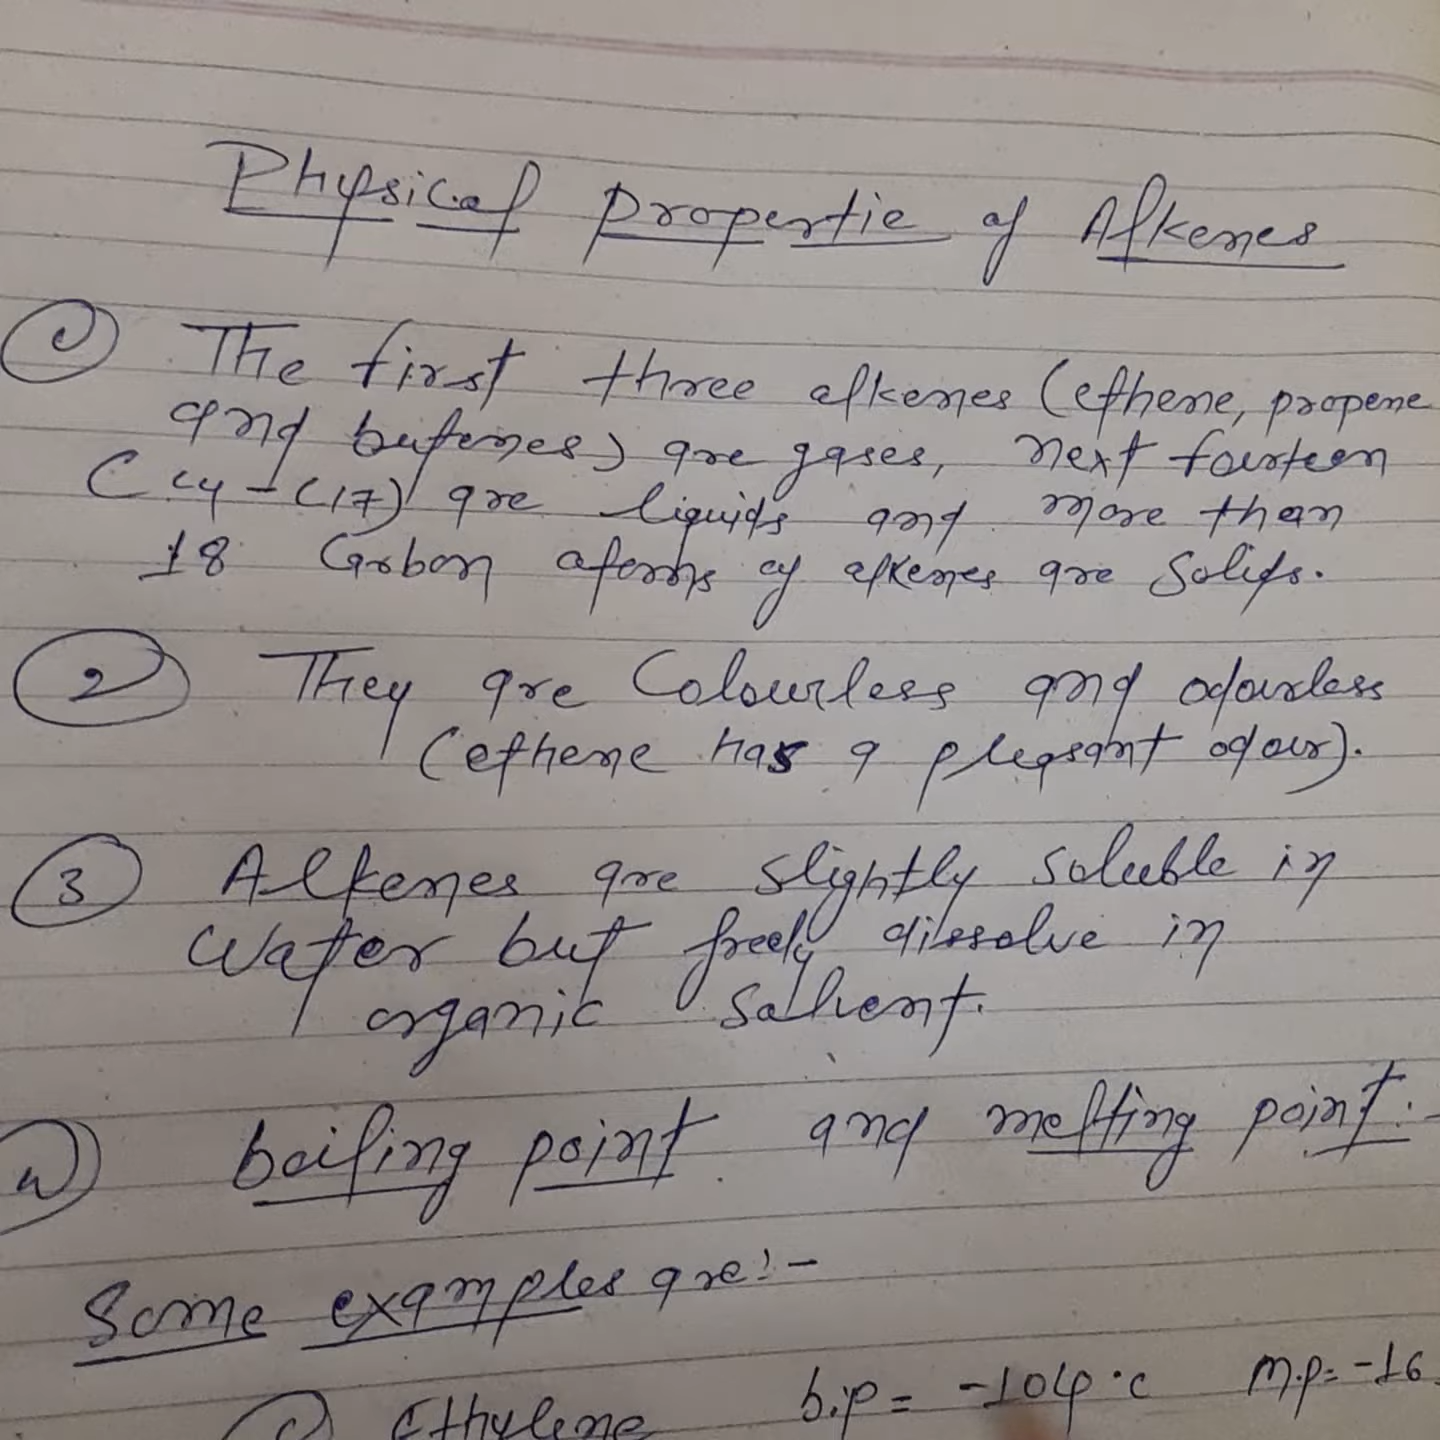 Physical Propertie of Alkenes
① The first three alkenes (ethene, propene
and butenes) are gases, next fourteen
(C4-C17) are liquids and more than
18 Carbon atoms of alkenes are Solids.
② They are Colourless and odourless
(ethene has a pleasant odour).
③ Alkenes are slightly soluble in
Water but freely dissolve in
organic Solvent.
boiling point and melting point:-
Some examples are:-
Ethylene b.p = -104°C M.P= -16